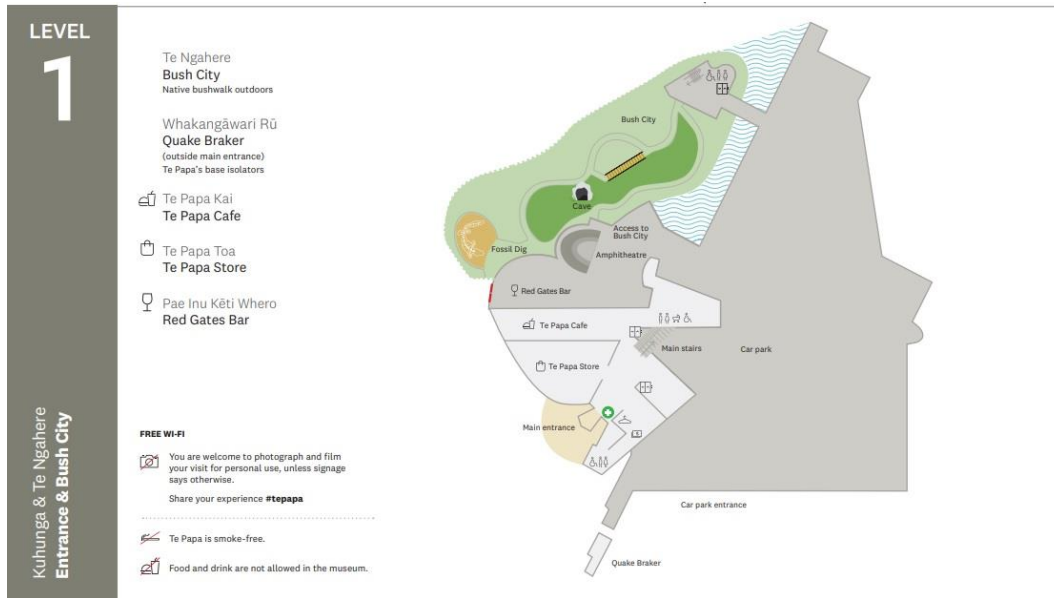 LEVEL
1
Kuhunga & Te Ngahere
Entrance & Bush City
Te Ngahere
Bush City
Native bushwalk outdoors
Whakangāwari Rū
Quake Braker
(outside main entrance)
Te Papa's base isolators
Te Papa Kai
Te Papa Cafe
Te Papa Toa
Te Papa Store
Pae Inu Kēti Whero
Red Gates Bar
FREE WI-FI
You are welcome to photograph and film
your visit for personal use, unless signage
says otherwise.
Share your experience #tepapa
Te Papa is smoke-free.
Food and drink are not allowed in the museum.
Bush City
Cave
Access to
Bush City
Fossil Dig
Amphitheatre
Red Gates Bar
Te Papa Cafe
Main stairs
Car park
Te Papa Store
Main entrance
Car park entrance
Quake Braker